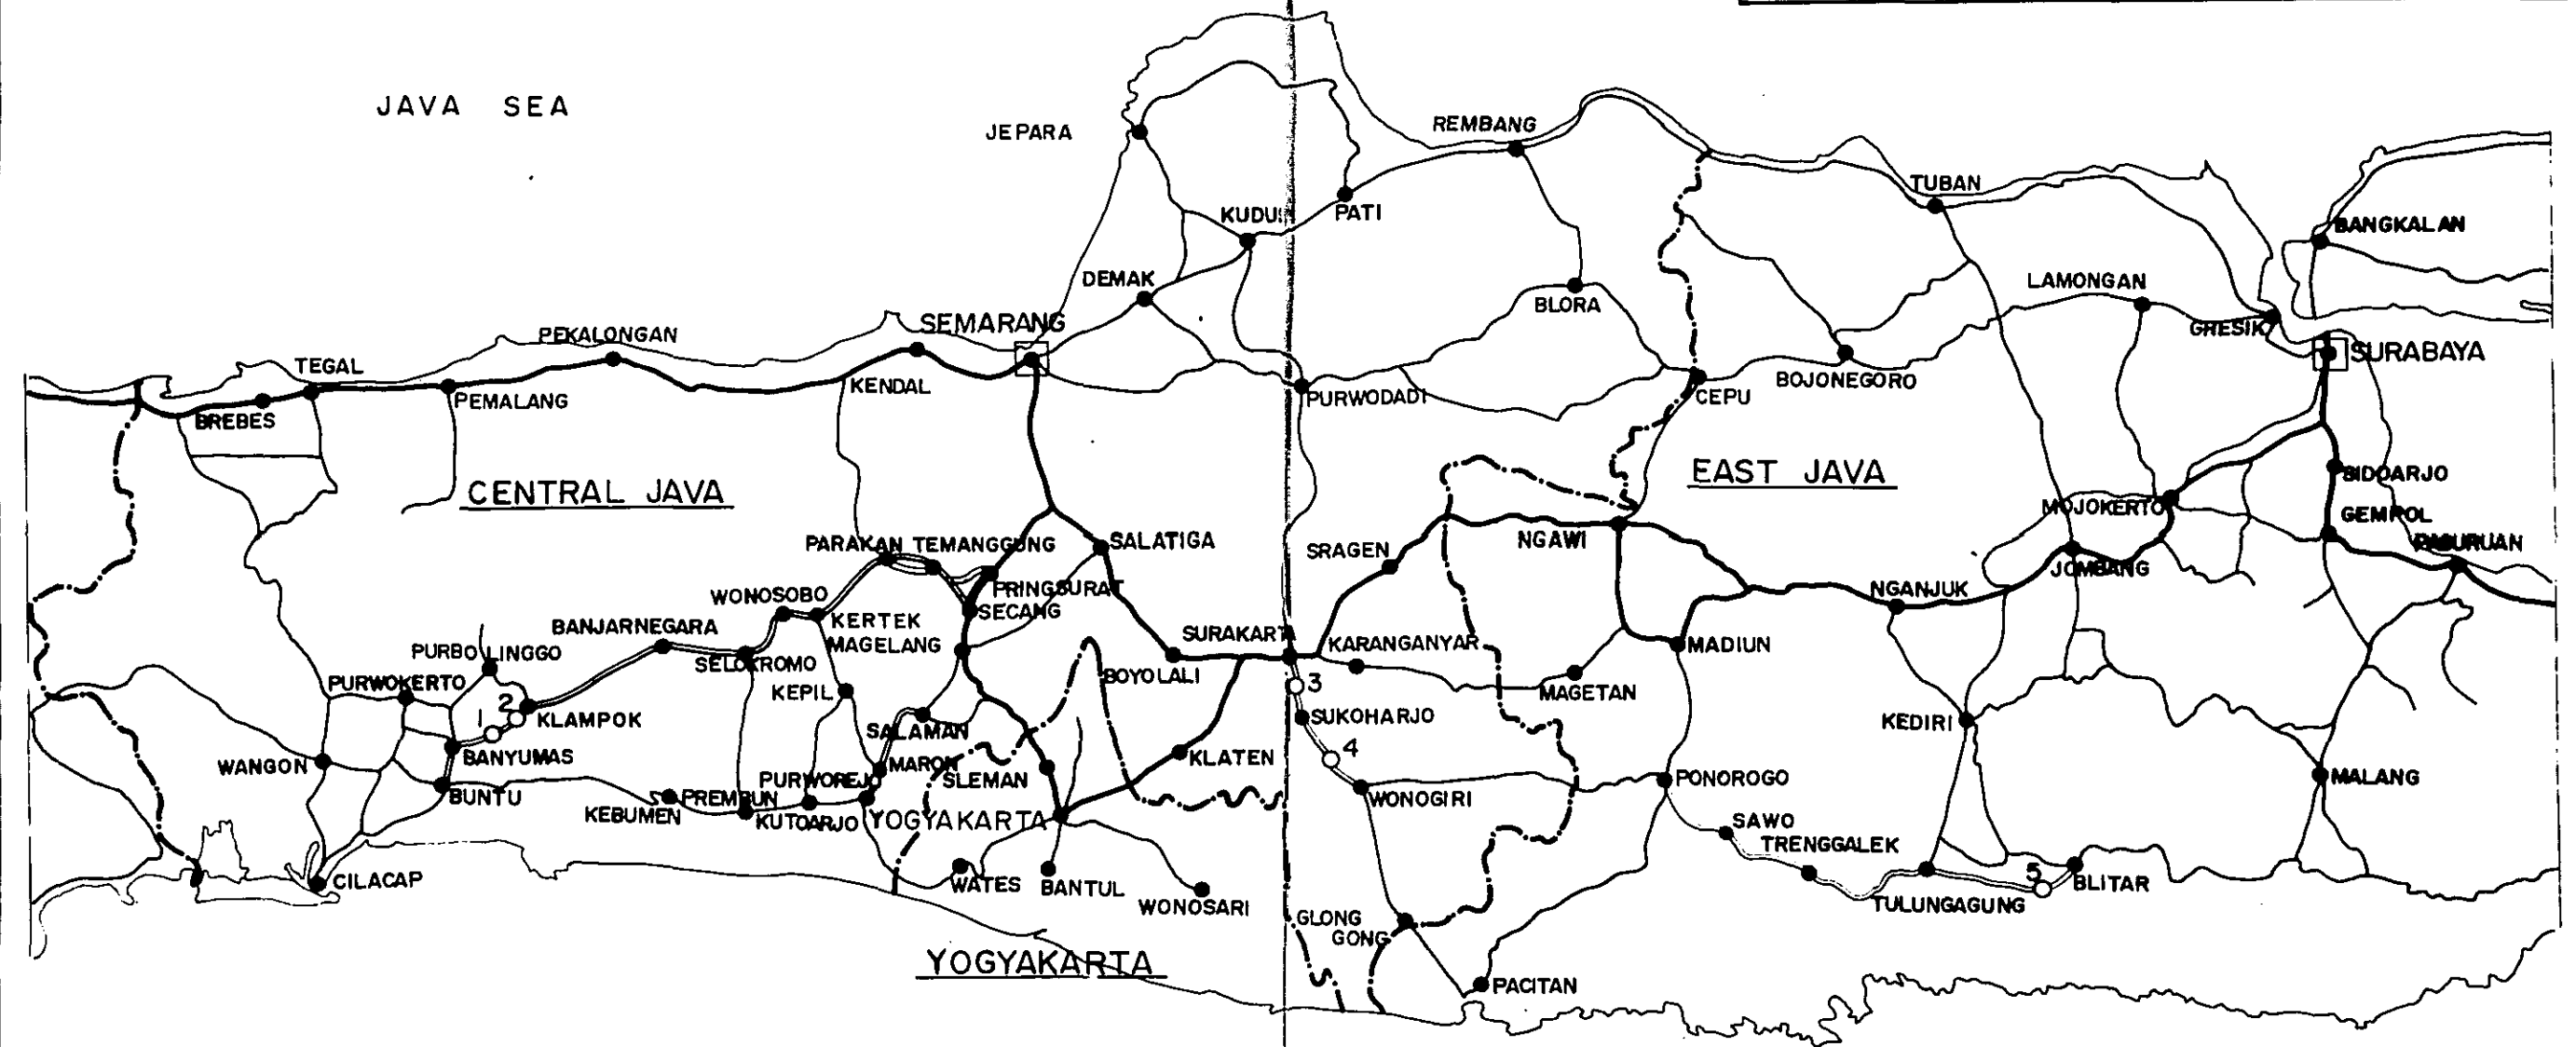 JAVA SEA
JEPARA
REMBANG
TUBAN
KUDU
PATI
BANGKALAN
DEMAK
BLORA
LAMONGAN
SEMARANG
GRESIK
PEKALONGAN
SURABAYA
TEGAL
KENDAL
BOJONEGORO
PEMALANG
PURWODADI
CEPU
BREBES
CENTRAL JAVA
EAST JAVA
SIDOARJO
MOJOKERTO
GEMPOL
PARAKAN TEMANGGUNG
SALATIGA
SRAGEN
NGAWI
PASURUAN
JOMBANG
PRINGSURAT
NGANJUK
WONOSOBO
SECANG
KERTEK
BANJARNEGARA
SURAKARTA
KARANGANYAR
MAGELANG
MADIUN
PURBOLINGGO
SELOKROMO
BOYOLALI
PURWOKERTO
KEPIL
MAGETAN
3
2
1
KLAMPOK
SUKOHARJO
KEDIRI
SALAMAN
4
BANYUMAS
KLATEN
WANGON
MARON
SLEMAN
PURWOREJO
PONOROGO
MALANG
BUNTU
PREMBUN
WONOGIRI
KEBUMEN
KUTOARJO
YOGYAKARTA
SAWO
TRENGGALEK
CILACAP
WATES
BANTUL
5
BLITAR
WONOSARI
TULUNGAGUNG
GLONG
GONG
YOGYAKARTA
PACITAN